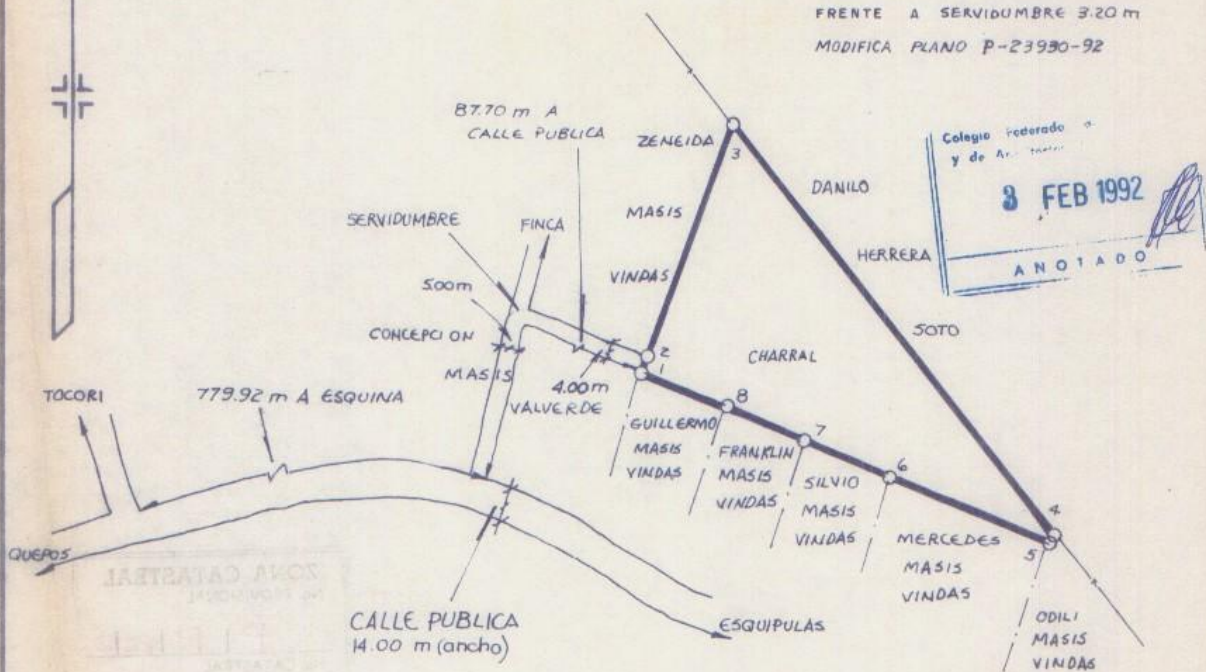 FRENTE A SERVIDUMBRE 3.20 m
MODIFICA PLANO P-23930-92
87.70 m A
CALLE PUBLICA
ZENEIDA
MASIS
VINDAS
3
DANILO
HERRERA
SOTO
Colegio Federado
y de
3 FEB 1992
ANOTADO
SERVIDUMBRE
FINCA
5.00m
CONCEPCION
MASIS
VALVERDE
4.00m
2
1
CHARRAL
8
7
6
4
5
TOCORI
779.92 m A ESQUINA
GUILLERMO
MASIS
VINDAS
FRANKLIN
MASIS
VINDAS
SILVIO
MASIS
VINDAS
MERCEDES
MASIS
VINDAS
ODILI
MASIS
VINDAS
QUEPOS
ZONA CATASTRAL
CALLE PUBLICA
14.00 m (ancho)
ESQUIPULAS